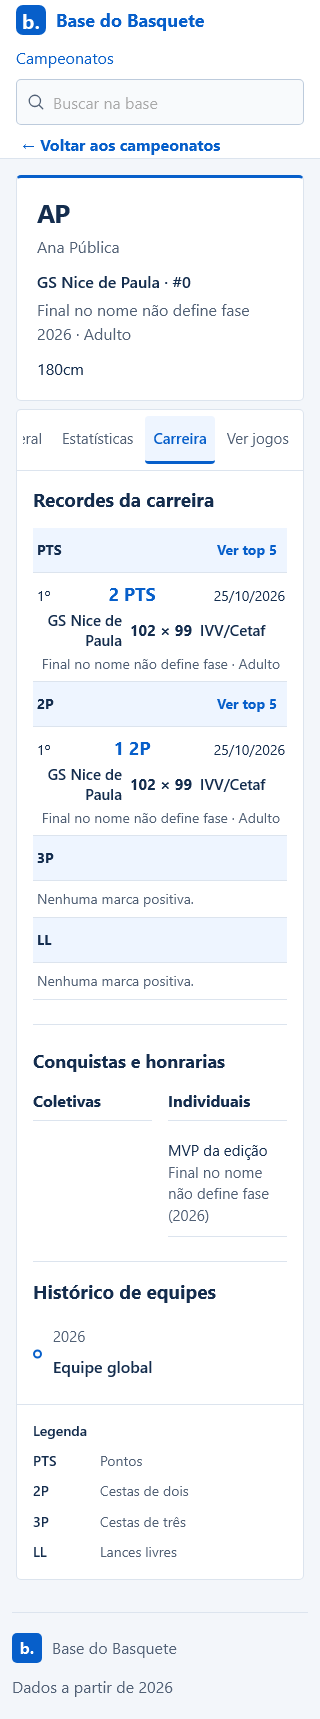 b. Base do Basquete
Campeonatos
Buscar na base
← Voltar aos campeonatos
AP
Ana Pública
GS Nice de Paula · #0
Final no nome não define fase
2026 · Adulto
180cm
eral Estatísticas Carreira Ver jogos
Recordes da carreira
PTS Ver top 5
1º 2 PTS 25/10/2026
GS Nice de
Paula 102 × 99 IVV/Cetaf
Final no nome não define fase · Adulto
2P Ver top 5
1º 1 2P 25/10/2026
GS Nice de
Paula 102 × 99 IVV/Cetaf
Final no nome não define fase · Adulto
3P
Nenhuma marca positiva.
LL
Nenhuma marca positiva.
Conquistas e honrarias
Coletivas Individuais
MVP da edição
Final no nome
não define fase
(2026)
Histórico de equipes
2026
Equipe global
Legenda
PTS Pontos
2P Cestas de dois
3P Cestas de três
LL Lances livres
b. Base do Basquete
Dados a partir de 2026